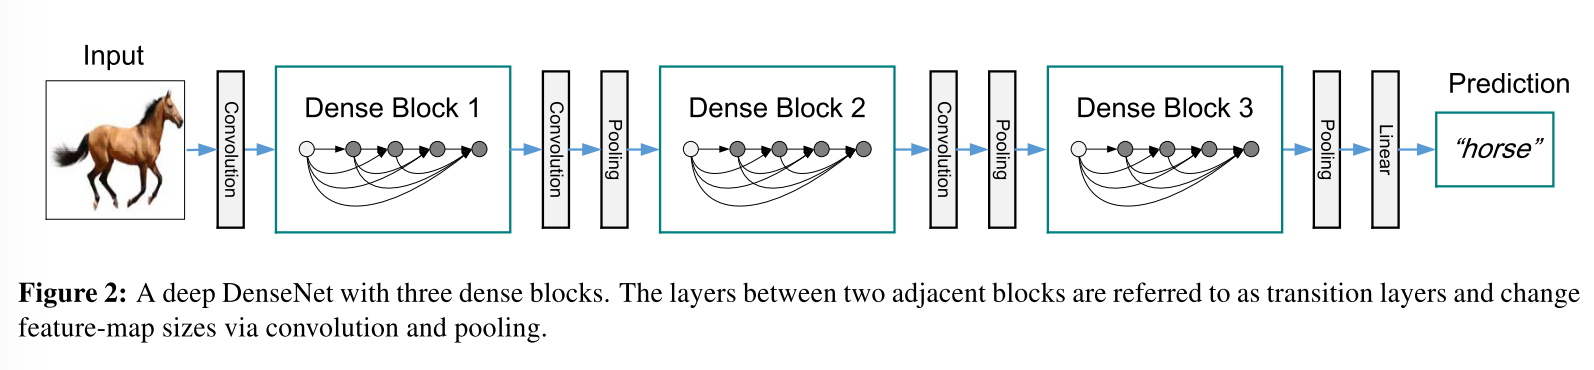 Input
Convolution
Dense Block 1
Convolution
Pooling
Dense Block 2
Convolution
Pooling
Dense Block 3
Pooling
Linear
Prediction
“horse”
Figure 2: A deep DenseNet with three dense blocks. The layers between two adjacent blocks are referred to as transition layers and change
feature-map sizes via convolution and pooling.